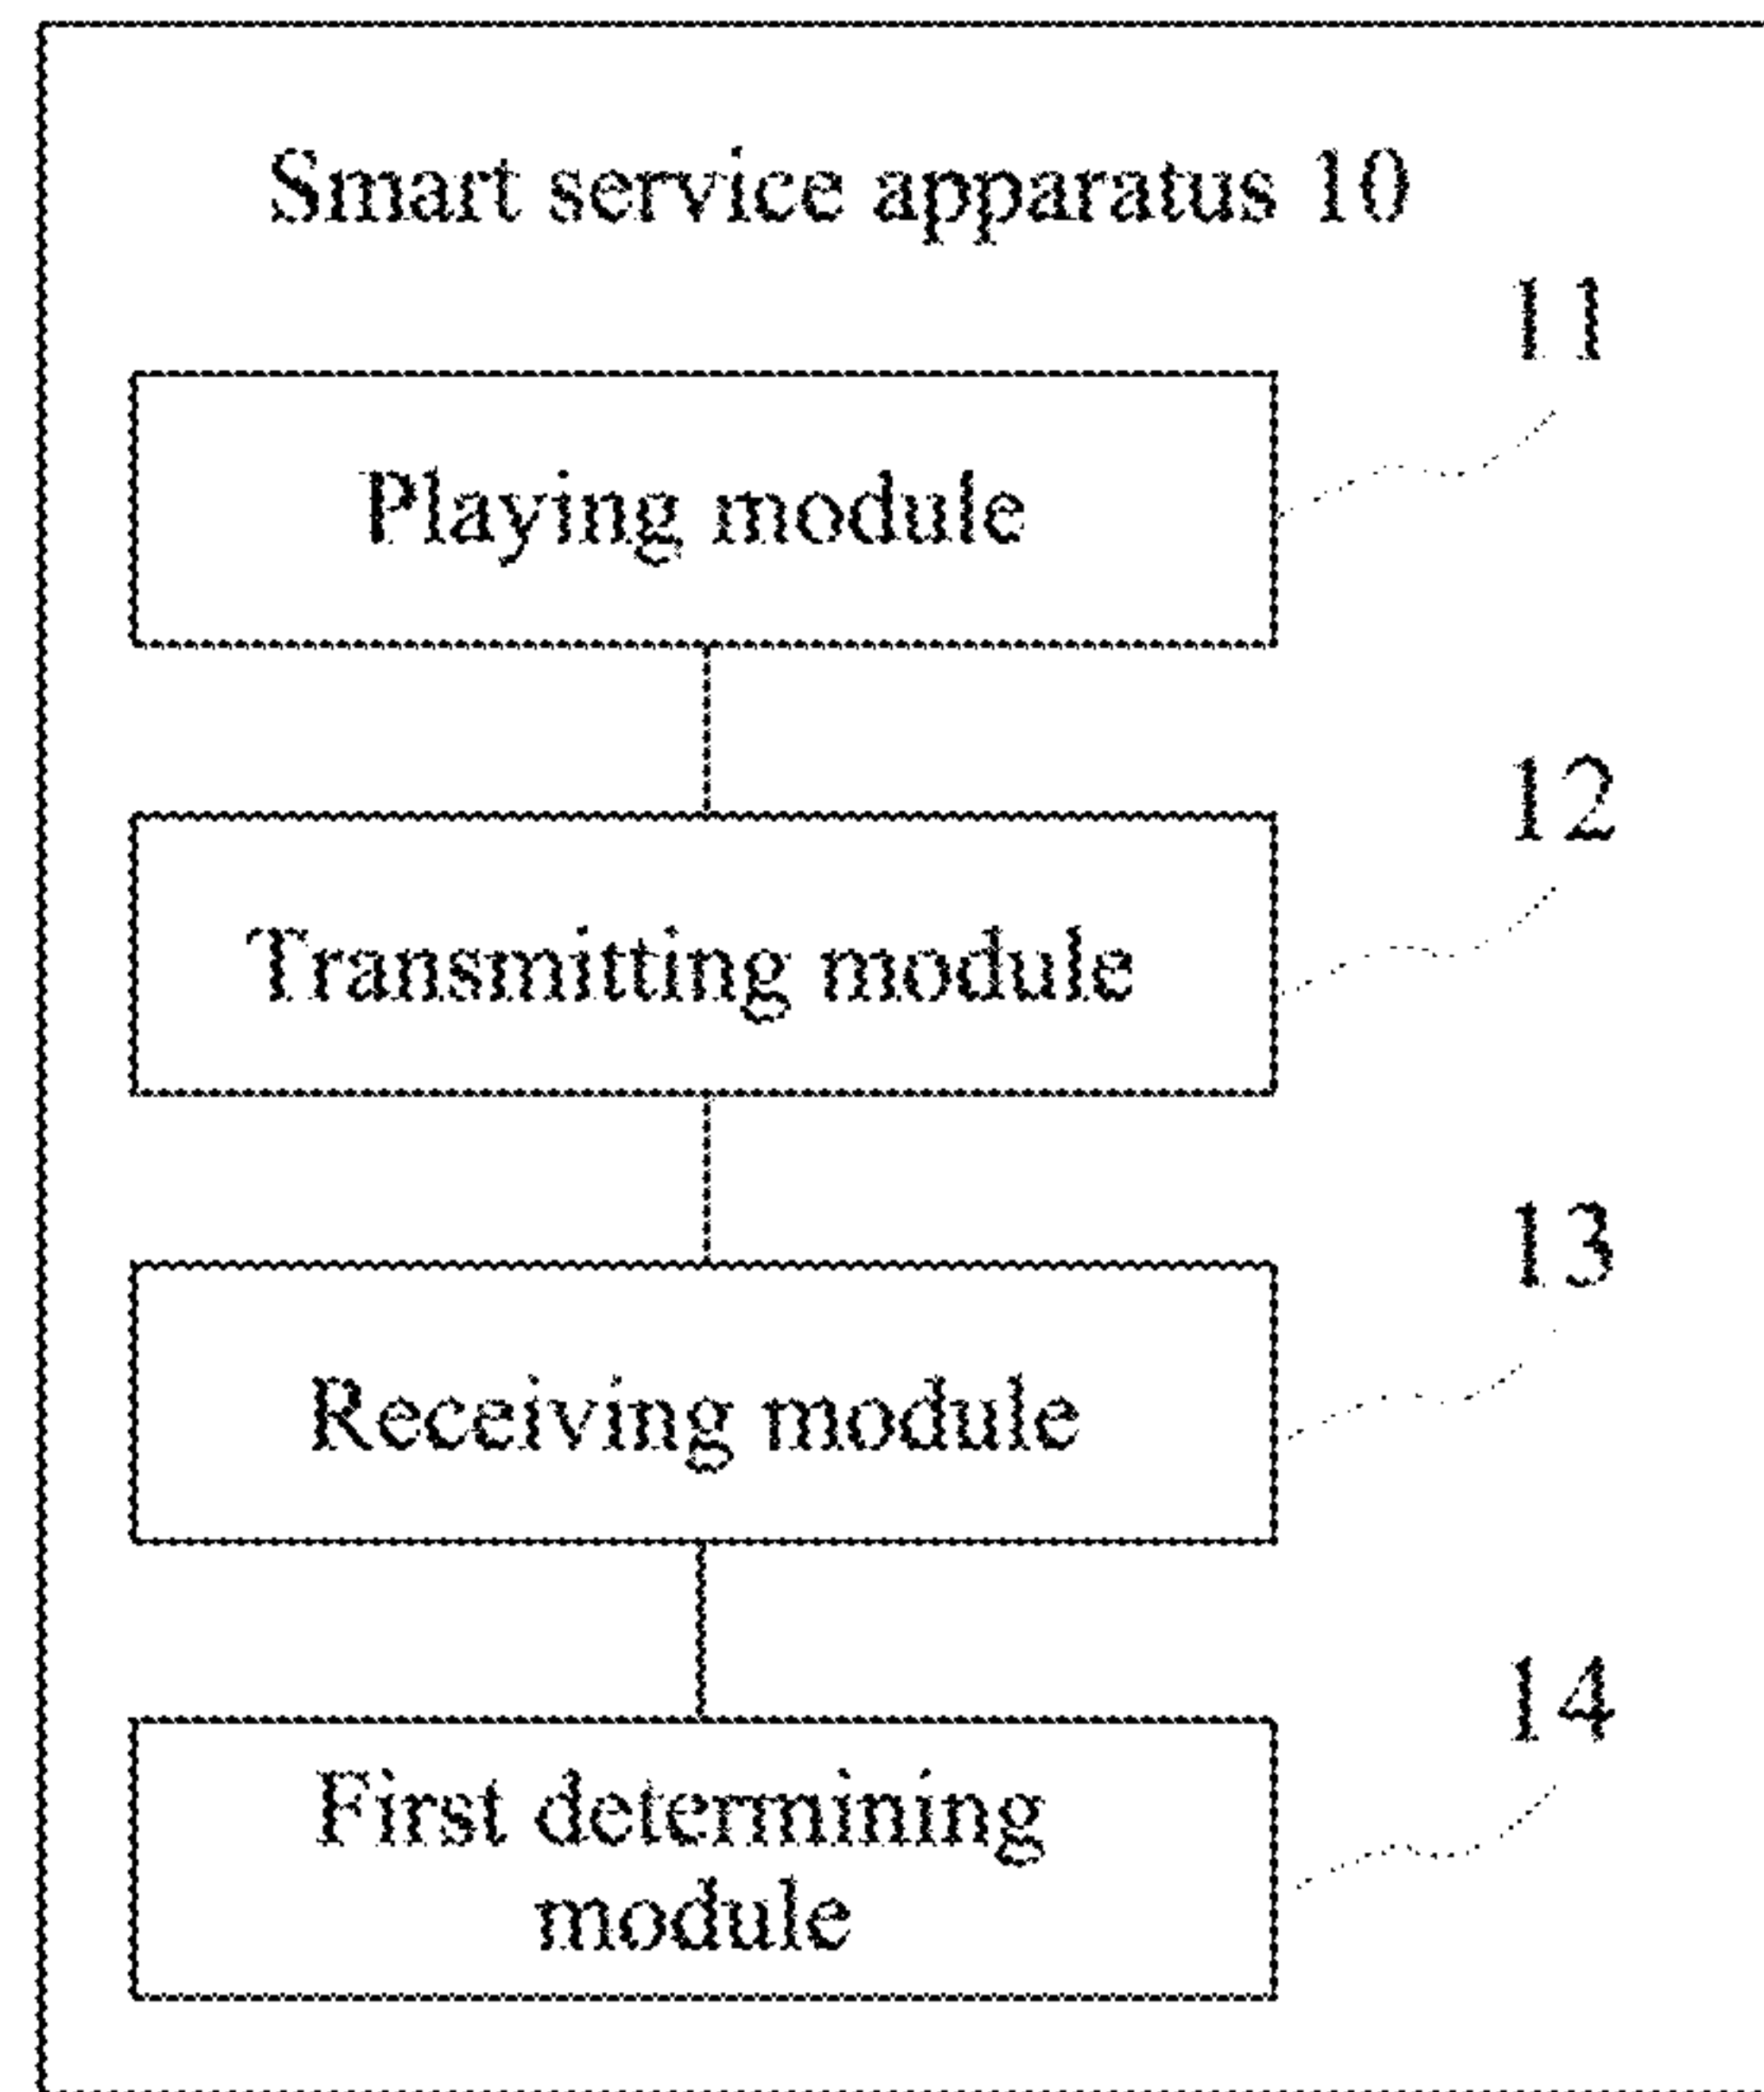 Smart service apparatus 10
11
Playing module
12
Transmitting module
13
Receiving module
14
First determining
module